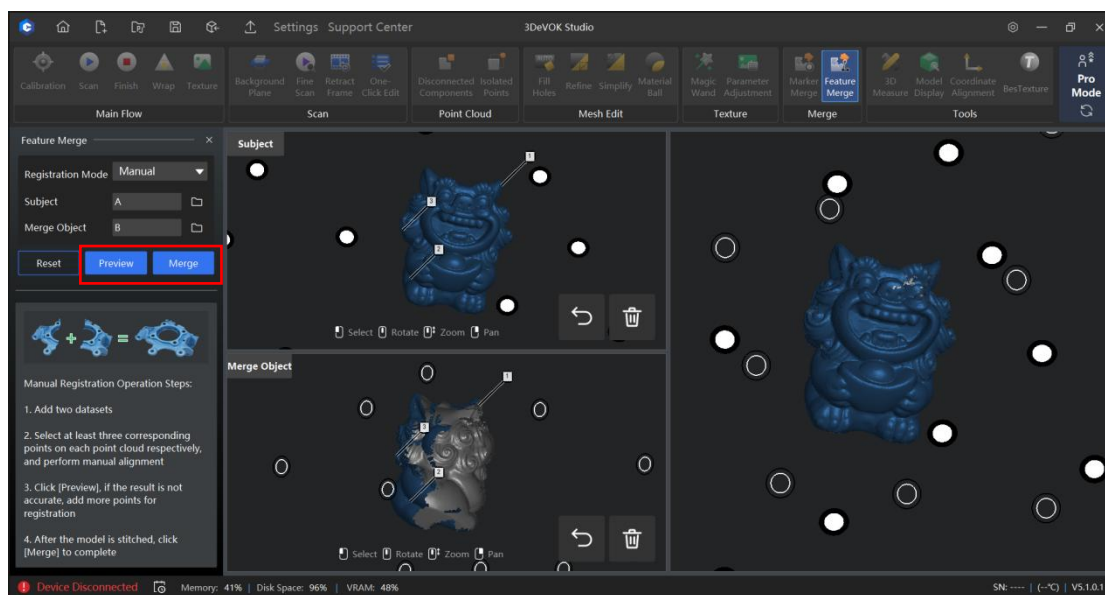 Settings Support Center 3DeVOK Studio
Calibration Scan Finish Wrap Texture
Main Flow
Background Plane Fine Scan Retract Frame One-Click Edit
Scan
Disconnected Components Isolated Points
Point Cloud
Fill Holes Refine Simplify Material Ball
Mesh Edit
Magic Wand Parameter Adjustment
Texture
Marker Merge Feature Merge
Merge
3D Measure Model Display Coordinate Alignment BesTexture
Tools
Pro
Mode
Feature Merge
Registration Mode Manual
Subject A
Merge Object B
Reset Preview Merge
Manual Registration Operation Steps:
1. Add two datasets
2. Select at least three corresponding
points on each point cloud respectively,
and perform manual alignment
3. Click [Preview], if the result is not
accurate, add more points for
registration
4. After the model is stitched, click
[Merge] to complete
Subject
1
3
2
Select Rotate Zoom Pan
Merge Object
1
3
2
Select Rotate Zoom Pan
Device Disconnected Memory: 41% | Disk Space: 96% | VRAM: 48% SN: ---- | (--°C) | V5.1.0.1